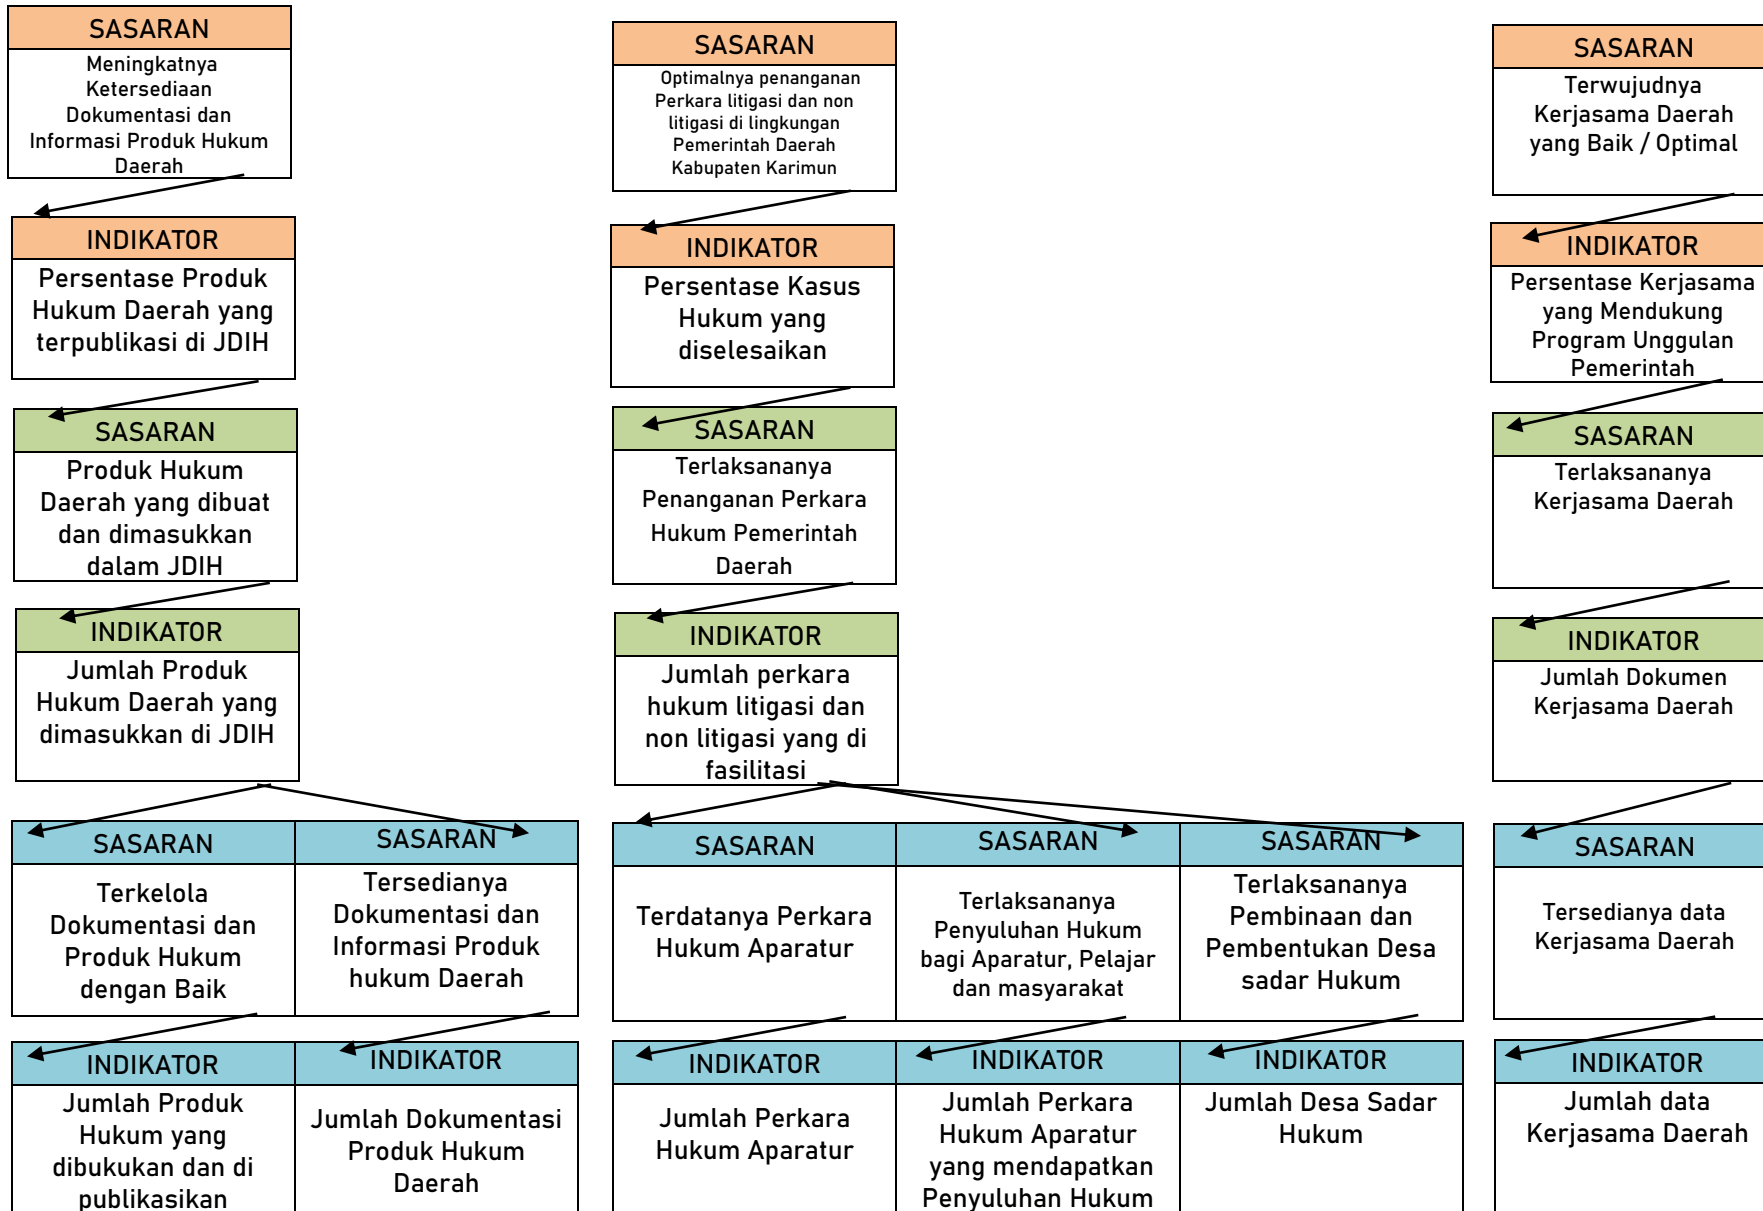 SASARAN
Meningkatnya
Ketersediaan
Dokumentasi dan
Informasi Produk Hukum
Daerah
INDIKATOR
Persentase Produk
Hukum Daerah yang
terpublikasi di JDIH
SASARAN
Produk Hukum
Daerah yang dibuat
dan dimasukkan
dalam JDIH
INDIKATOR
Jumlah Produk
Hukum Daerah yang
dimasukkan di JDIH
SASARAN
Terkelola
Dokumentasi dan
Produk Hukum
dengan Baik
INDIKATOR
Jumlah Produk
Hukum yang
dibukukan dan di
publikasikan
SASARAN
Tersedianya
Dokumentasi dan
Informasi Produk
hukum Daerah
INDIKATOR
Jumlah Dokumentasi
Produk Hukum
Daerah
SASARAN
Optimalnya penanganan
Perkara litigasi dan non
litigasi di lingkungan
Pemerintah Daerah
Kabupaten Karimun
INDIKATOR
Persentase Kasus
Hukum yang
diselesaikan
SASARAN
Terlaksananya
Penanganan Perkara
Hukum Pemerintah
Daerah
INDIKATOR
Jumlah perkara
hukum litigasi dan
non litigasi yang di
fasilitasi
SASARAN
Terdatanya Perkara
Hukum Aparatur
INDIKATOR
Jumlah Perkara
Hukum Aparatur
SASARAN
Terlaksananya
Penyuluhan Hukum
bagi Aparatur, Pelajar
dan masyarakat
INDIKATOR
Jumlah Perkara
Hukum Aparatur
yang mendapatkan
Penyuluhan Hukum
SASARAN
Terlaksananya
Pembinaan dan
Pembentukan Desa
sadar Hukum
INDIKATOR
Jumlah Desa Sadar
Hukum
SASARAN
Terwujudnya
Kerjasama Daerah
yang Baik / Optimal
INDIKATOR
Persentase Kerjasama
yang Mendukung
Program Unggulan
Pemerintah
SASARAN
Terlaksananya
Kerjasama Daerah
INDIKATOR
Jumlah Dokumen
Kerjasama Daerah
SASARAN
Tersedianya data
Kerjasama Daerah
INDIKATOR
Jumlah data
Kerjasama Daerah